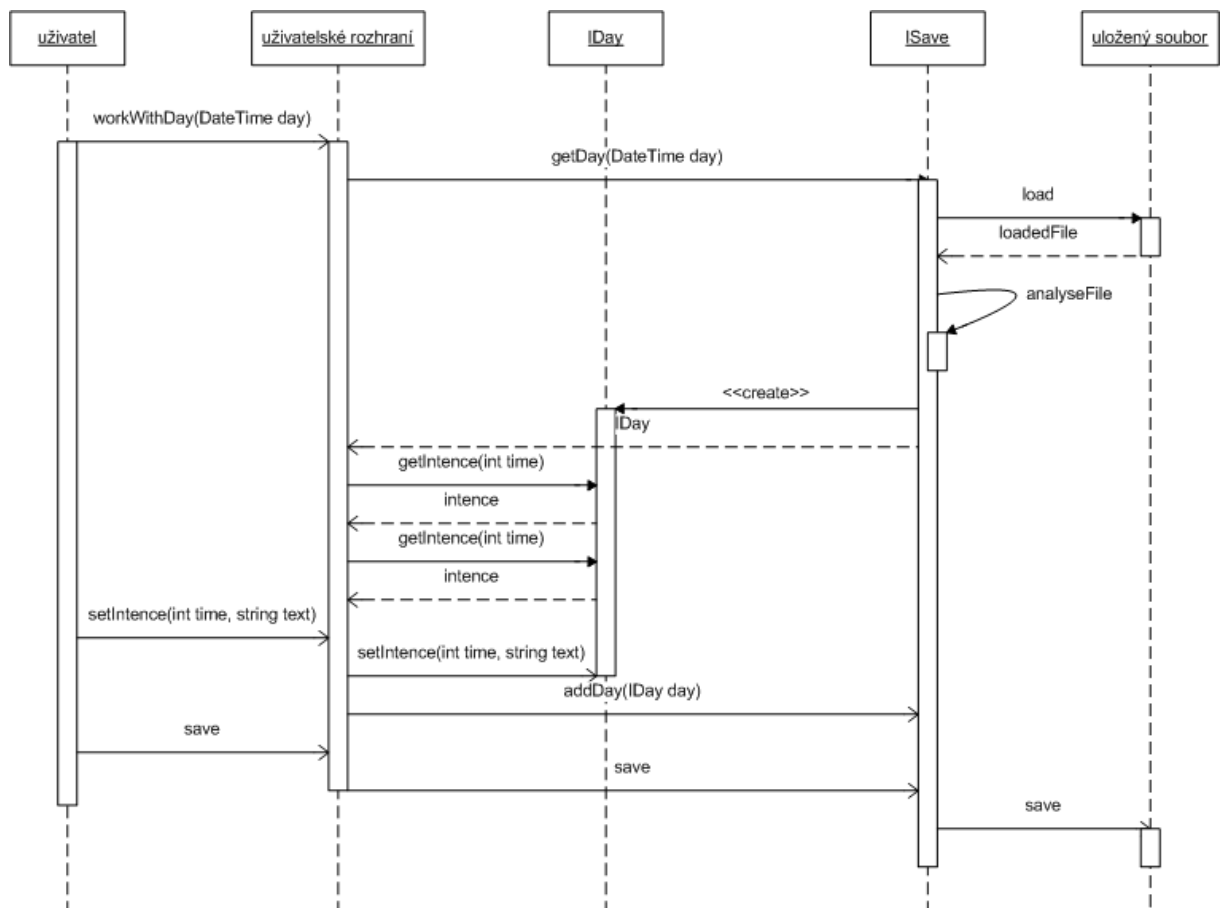 uživatel
uživatelské rozhraní
IDay
ISave
uložený soubor
workWithDay(DateTime day)
getDay(DateTime day)
load
loadedFile
analyseFile
<<create>>
IDay
getIntence(int time)
intence
getIntence(int time)
intence
setIntence(int time, string text)
setIntence(int time, string text)
addDay(IDay day)
save
save
save